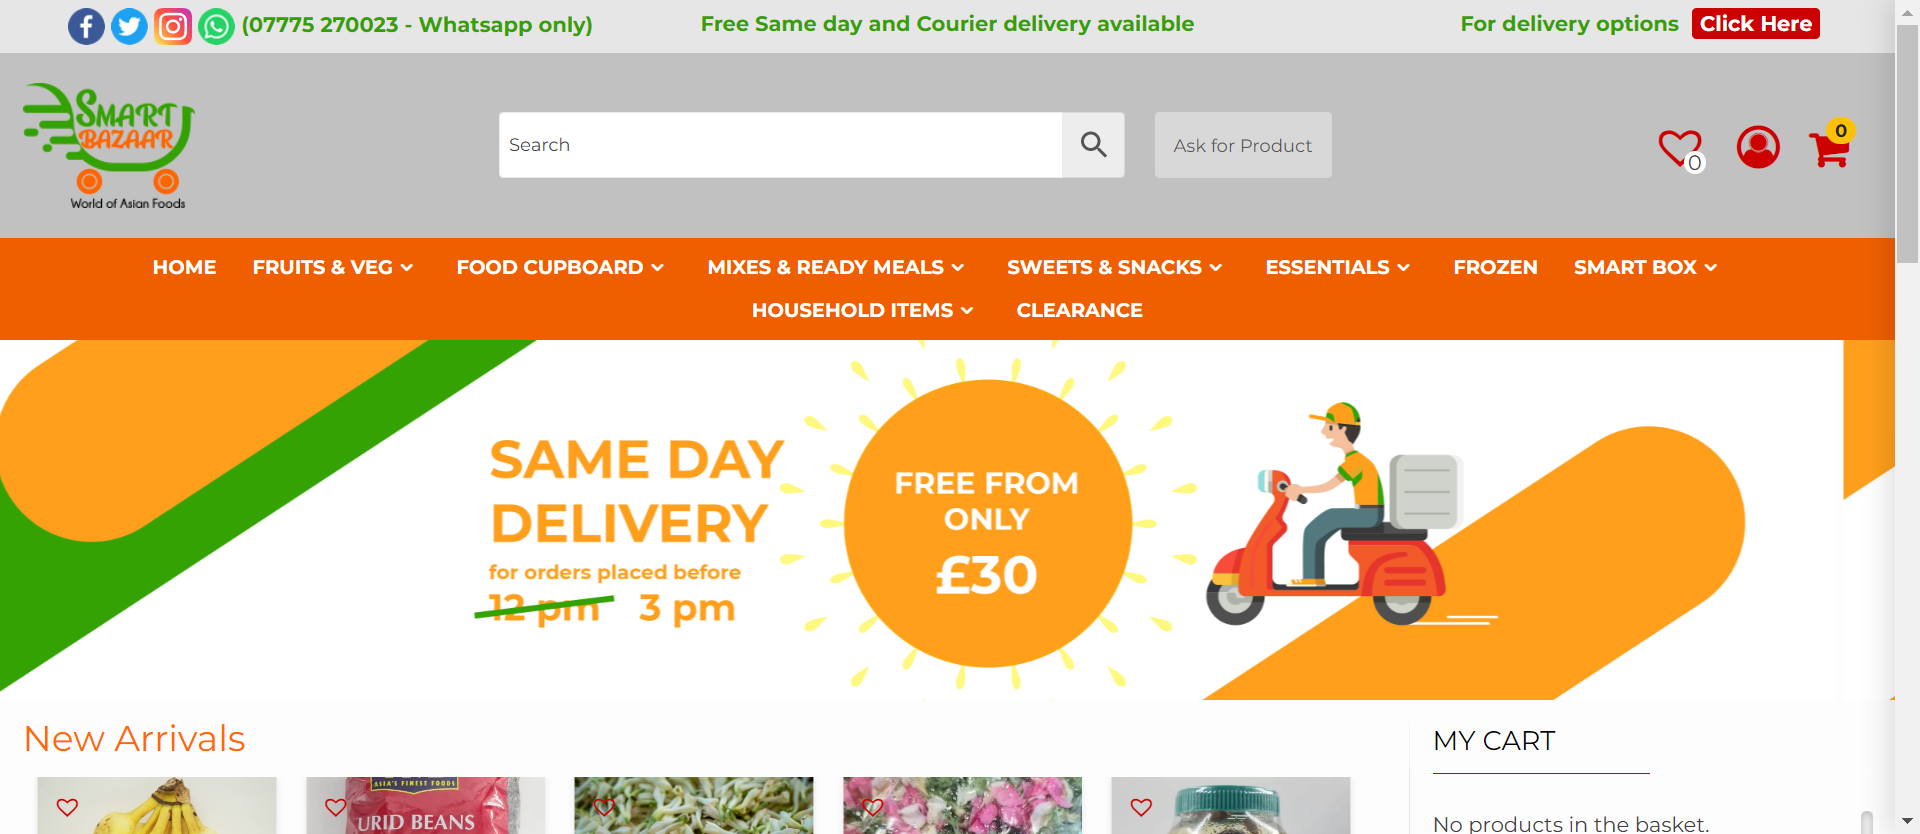 (07775 270023 - Whatsapp only)
Free Same day and Courier delivery available
For delivery options Click Here
SMART
BAZAAR
World of Asian Foods
Search
Ask for Product
0
0
HOME FRUITS & VEG FOOD CUPBOARD MIXES & READY MEALS SWEETS & SNACKS ESSENTIALS FROZEN SMART BOX
HOUSEHOLD ITEMS CLEARANCE
SAME DAY
DELIVERY
for orders placed before
12 pm 3 pm
FREE FROM
ONLY
£30
New Arrivals
MY CART
ASIA'S FINEST FOODS
URID BEANS
No products in the basket.